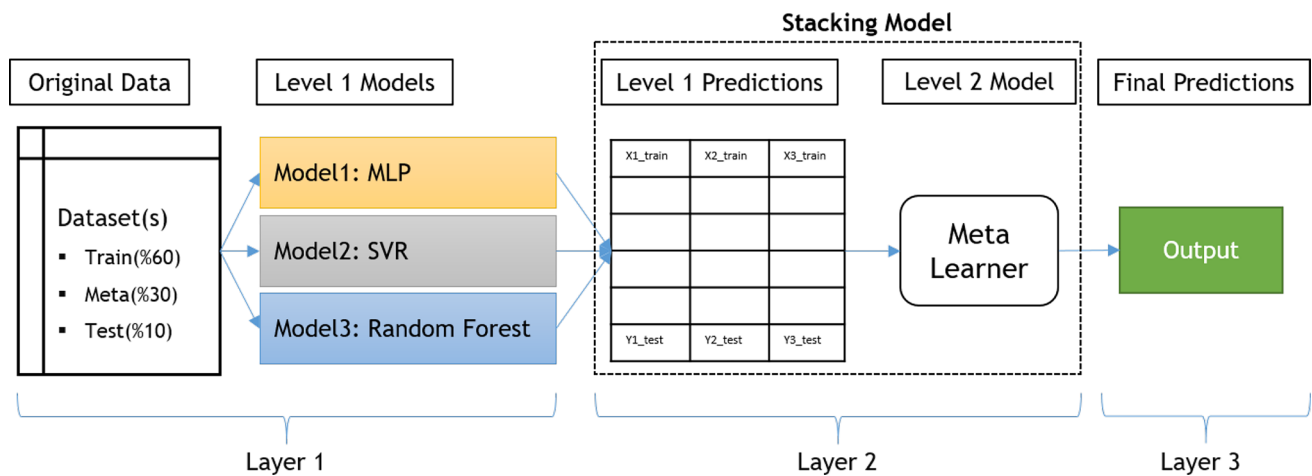 Stacking Model
Original Data
Level 1 Models
Level 1 Predictions
Level 2 Model
Final Predictions
Dataset(s)
▪ Train(%60)
▪ Meta(%30)
▪ Test(%10)
Model1: MLP
Model2: SVR
Model3: Random Forest
X1_train X2_train X3_train
Y1_test Y2_test Y3_test
Meta
Learner
Output
Layer 1
Layer 2
Layer 3